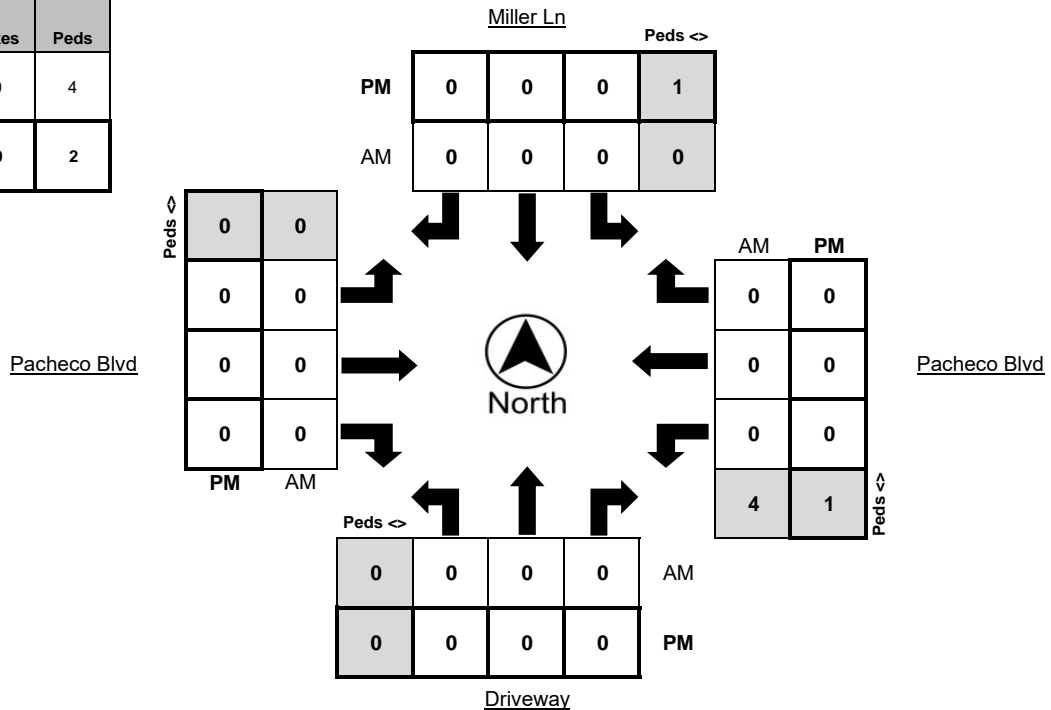 Miller Ln
Peds
Peds <>
4
PM 0 0 0 1
2
AM 0 0 0 0
Peds <>
0 0
AM PM
0 0
0 0
Pacheco Blvd
0 0
0 0
Pacheco Blvd
North
0 0
0 0
PM AM
4 1
Peds <>
Peds <>
0 0 0 0 AM
0 0 0 0 PM
Driveway